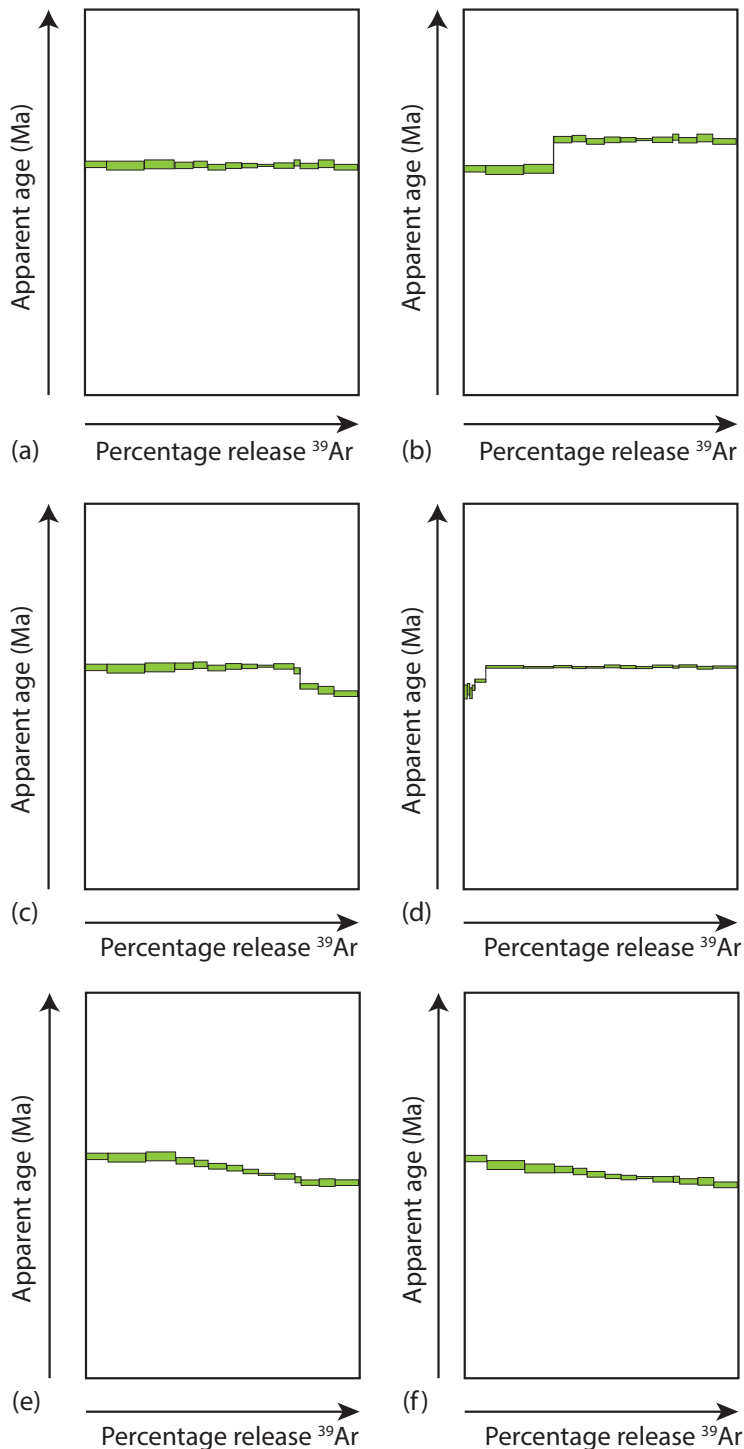 Apparent age (Ma)
Apparent age (Ma)
(a) Percentage release ³⁹Ar
(b) Percentage release ³⁹Ar
Apparent age (Ma)
Apparent age (Ma)
(c) Percentage release ³⁹Ar
(d) Percentage release ³⁹Ar
Apparent age (Ma)
Apparent age (Ma)
(e) Percentage release ³⁹Ar
(f) Percentage release ³⁹Ar